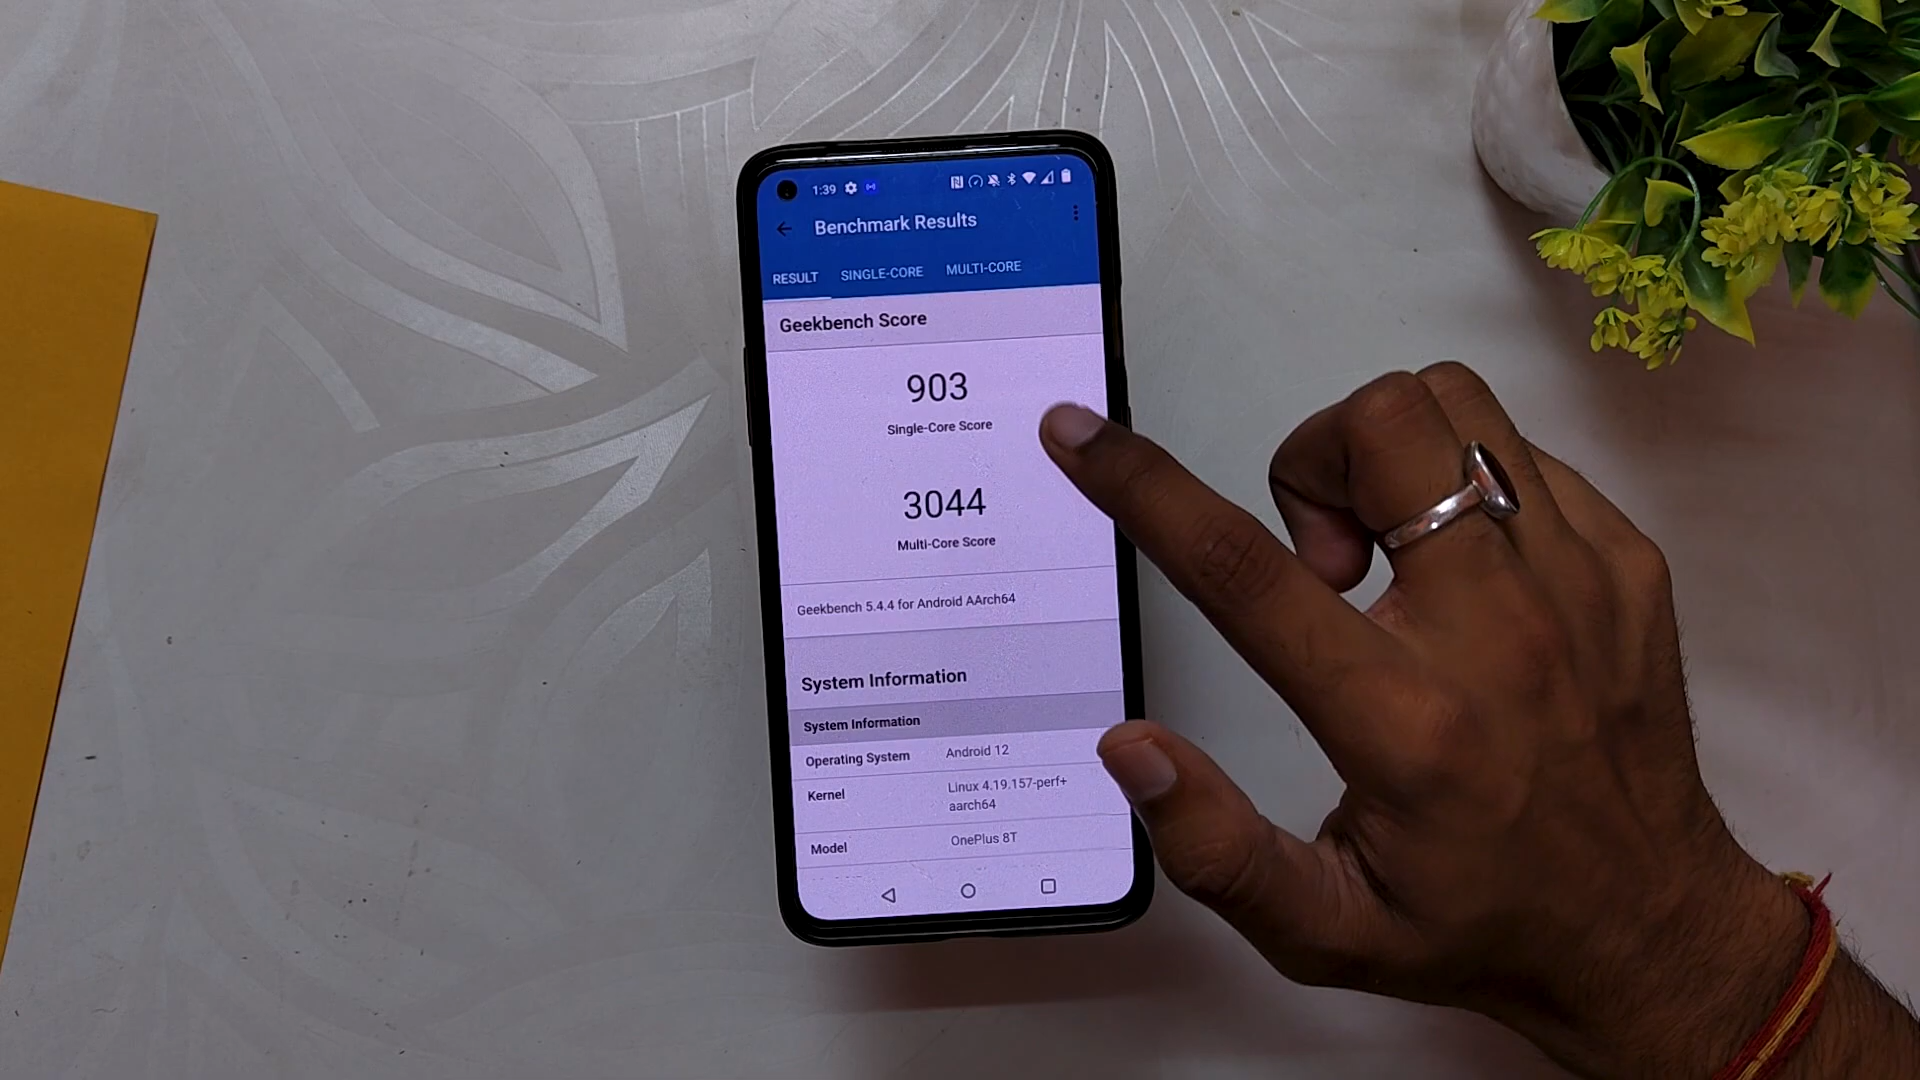 1:39
Benchmark Results
RESULT SINGLE-CORE MULTI-CORE
Geekbench Score
903
Single-Core Score
3044
Multi-Core Score
Geekbench 5.4.4 for Android AArch64
System Information
System Information
Operating System Android 12
Kernel Linux 4.19.157-perf+
aarch64
Model OnePlus 8T